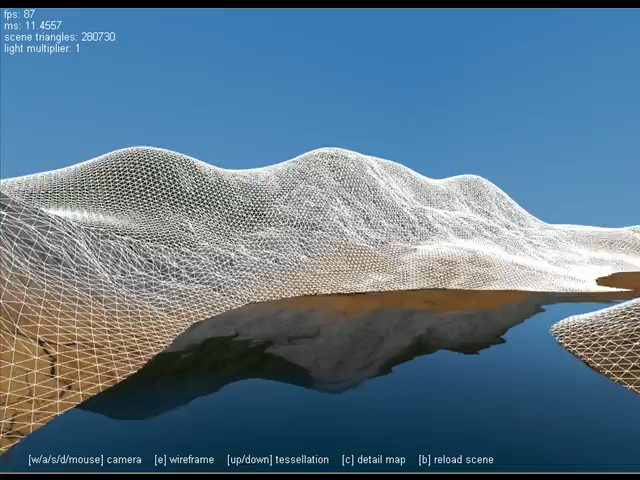 fps: 87
ms: 11.4557
scene triangles: 280730
light multiplier: 1
[w/a/s/d/mouse] camera [e] wireframe [up/down] tessellation [c] detail map [b] reload scene